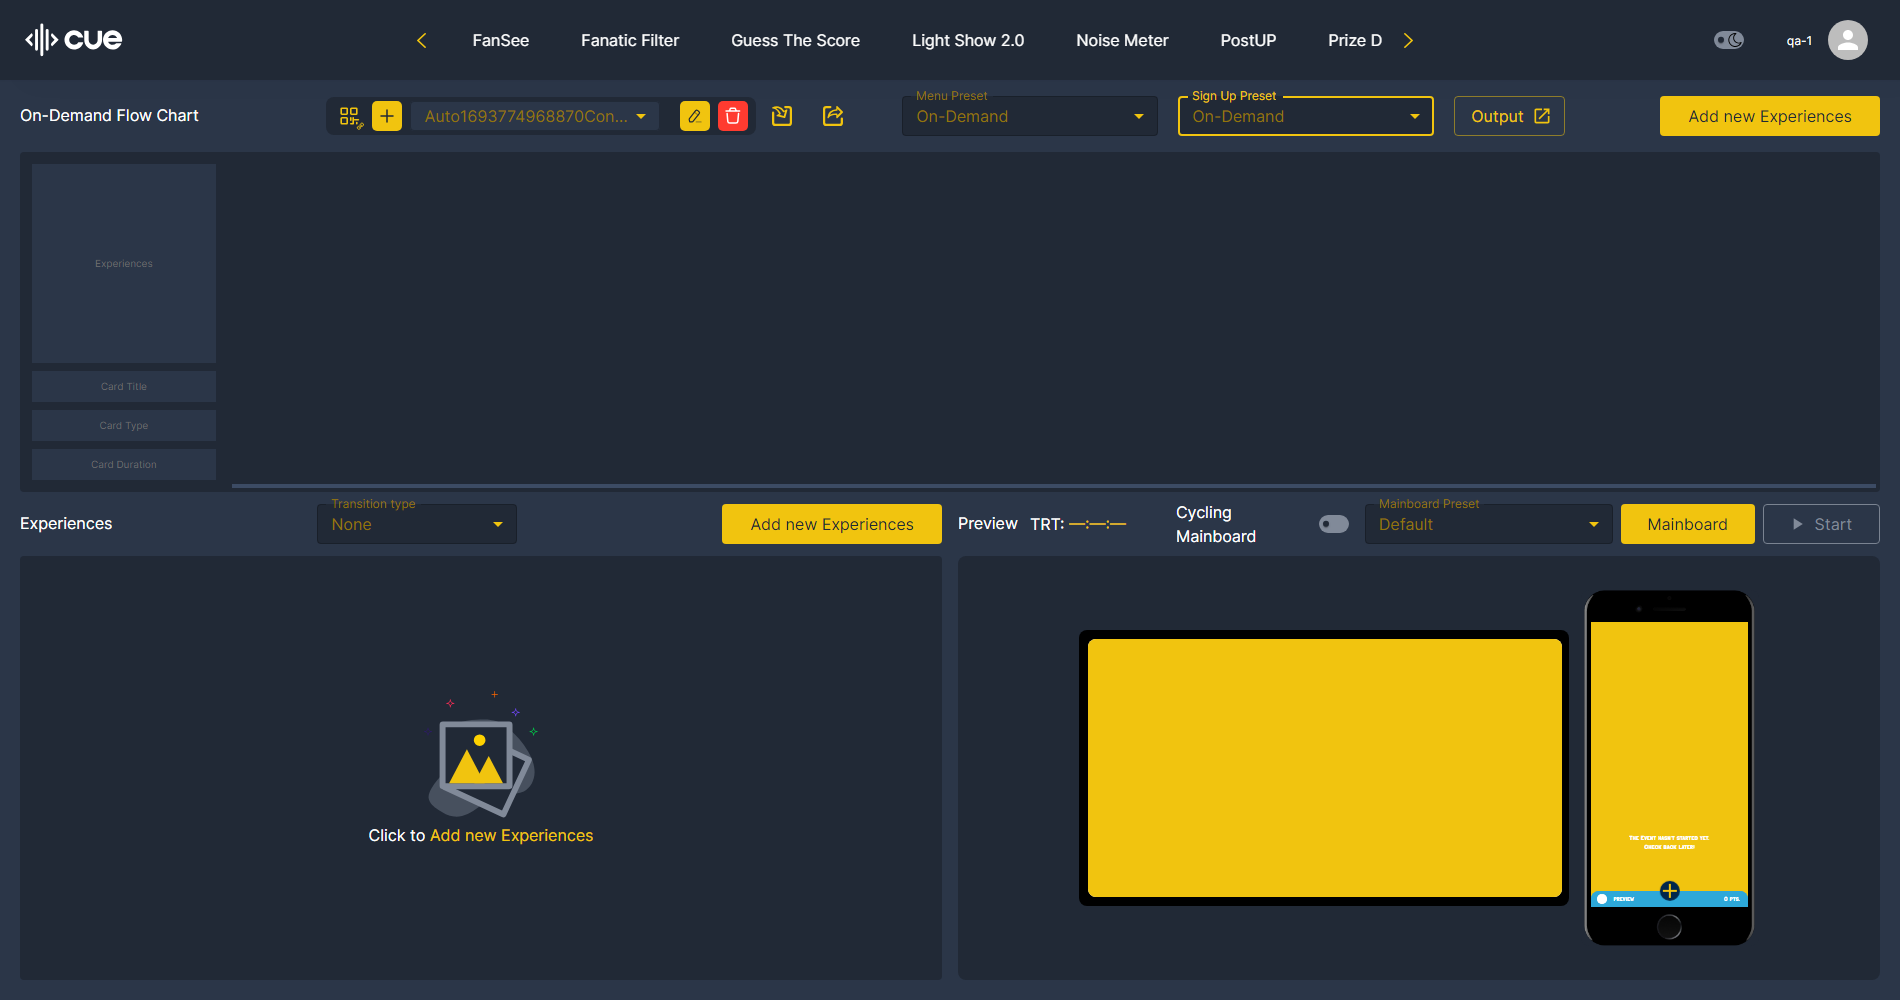 cue
FanSee
Fanatic Filter
Guess The Score
Light Show 2.0
Noise Meter
PostUP
Prize D
qa-1
On-Demand Flow Chart
Auto1693774968870Con...
Menu Preset
On-Demand
Sign Up Preset
On-Demand
Output
Add new Experiences
Experiences
Card Title
Card Type
Card Duration
Experiences
Transition type
None
Add new Experiences
Preview
TRT: —:—:—
Cycling
Mainboard
Mainboard Preset
Default
Mainboard
Start
Click to Add new Experiences
The event hasn't started yet
Check back later!
PREVIEW
0 PTS.